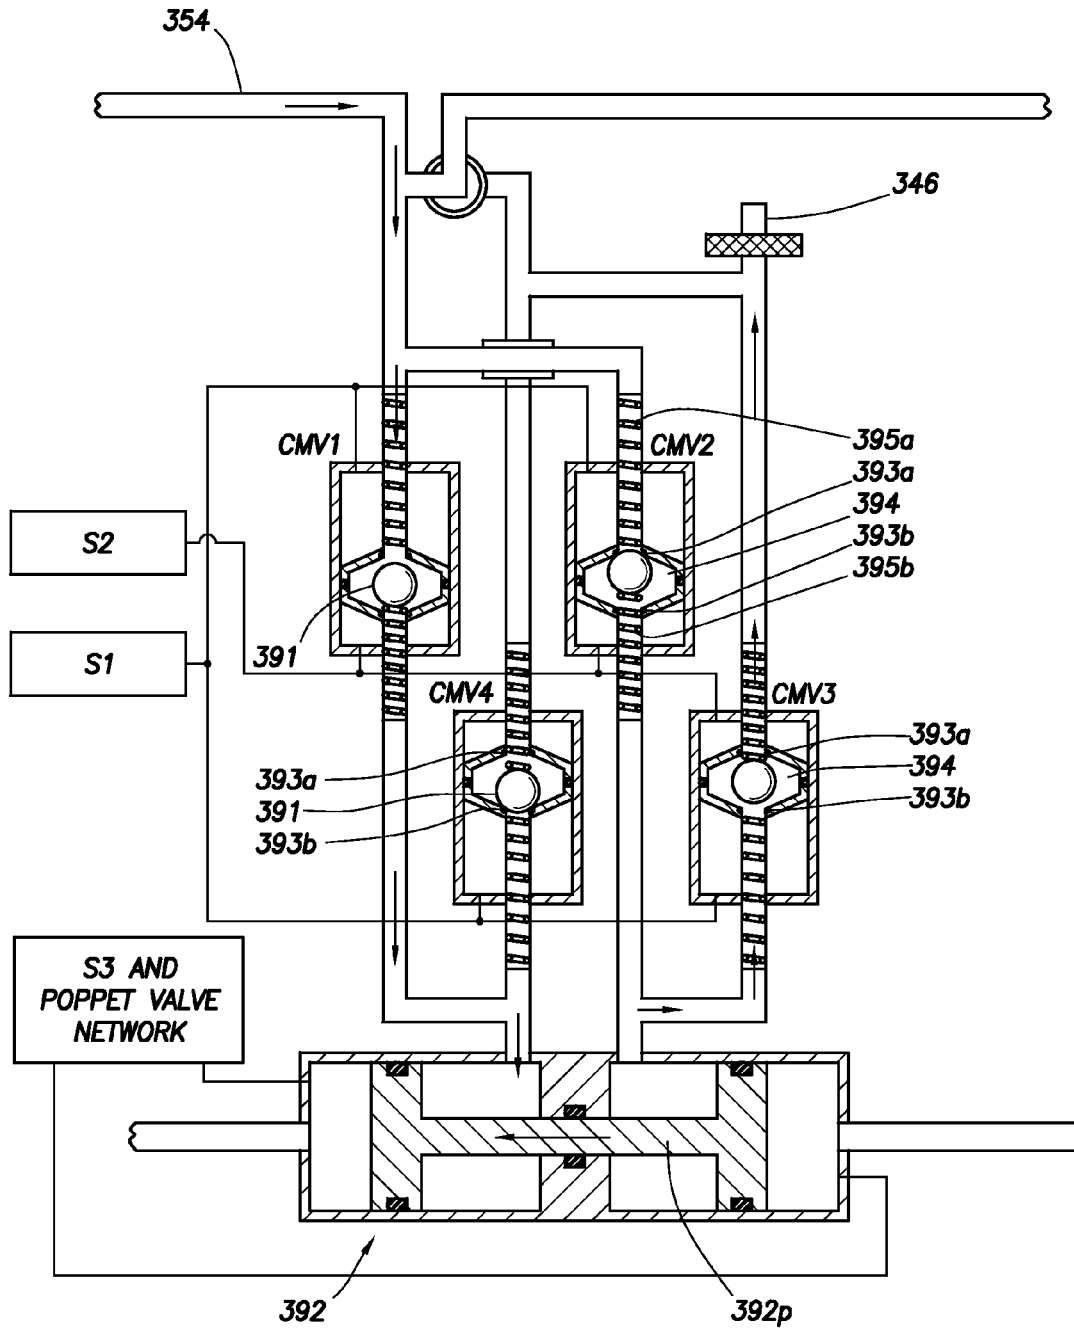 354
346
CMV1
CMV2
395a
393a
394
393b
395b
S2
S1
391
CMV4
CMV3
393a
391
393b
393a
394
393b
S3 AND
POPPET VALVE
NETWORK
392
392p